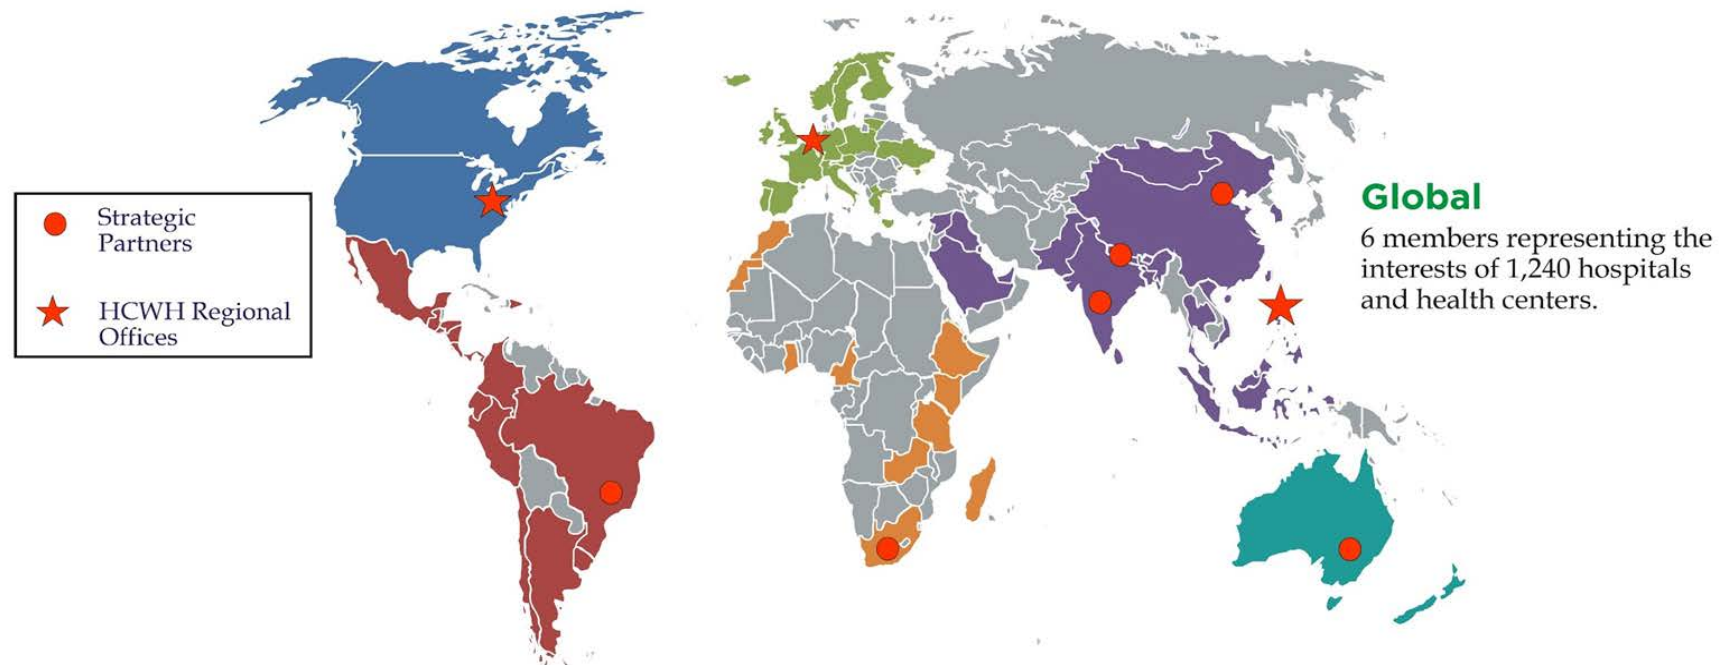 Strategic
Partners
HCWH Regional
Offices
Global
6 members representing the
interests of 1,240 hospitals
and health centers.